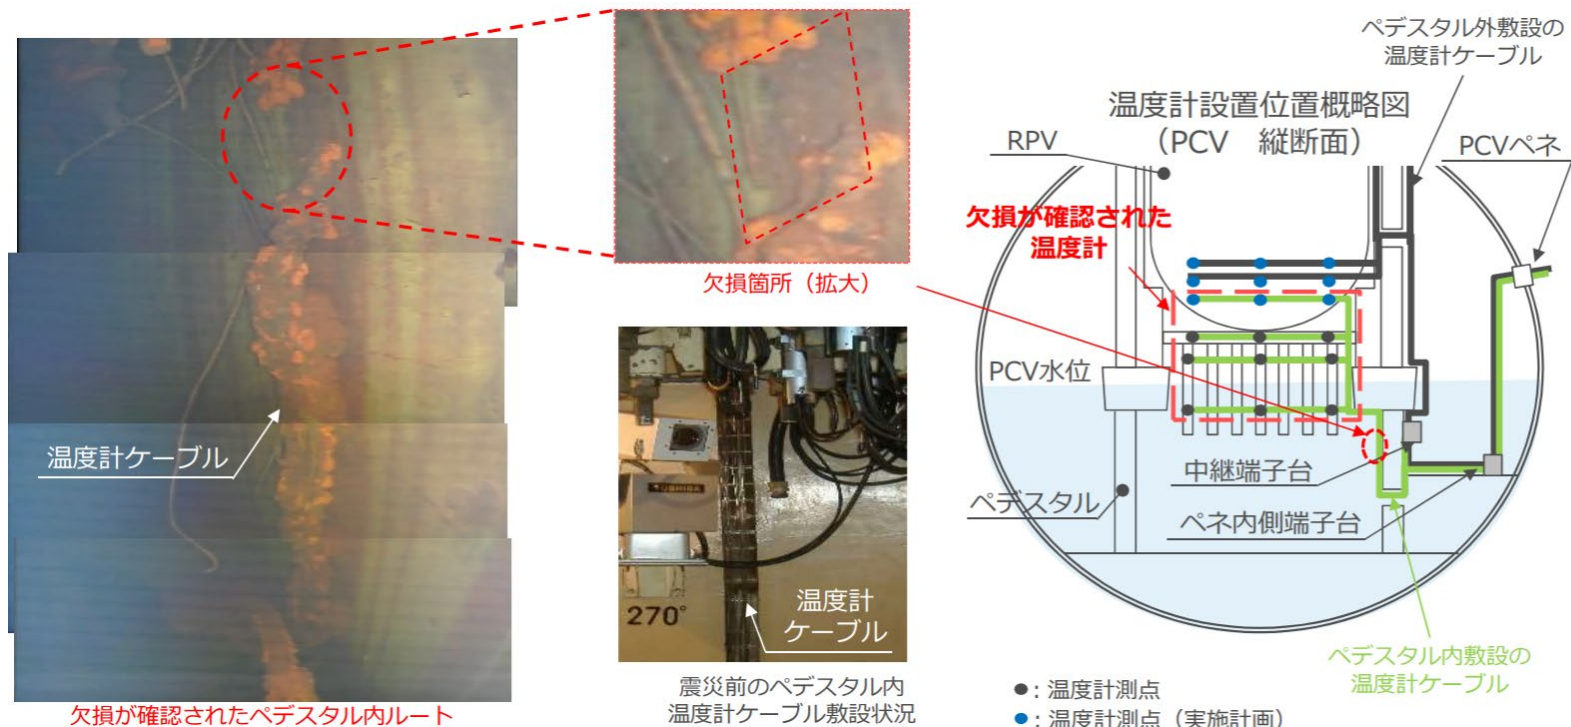 温度計ケーブル
欠損が確認されたペデスタル内ルート
欠損箇所（拡大）
270°
温度計
ケーブル
震災前のペデスタル内
温度計ケーブル敷設状況
ペデスタル外敷設の
温度計ケーブル
温度計設置位置概略図
（PCV　縦断面）
RPV
PCVペネ
欠損が確認された
温度計
PCV水位
中継端子台
ペデスタル
ペネ内側端子台
ペデスタル内敷設の
温度計ケーブル
●：温度計測点
●：温度計測点（実施計画）